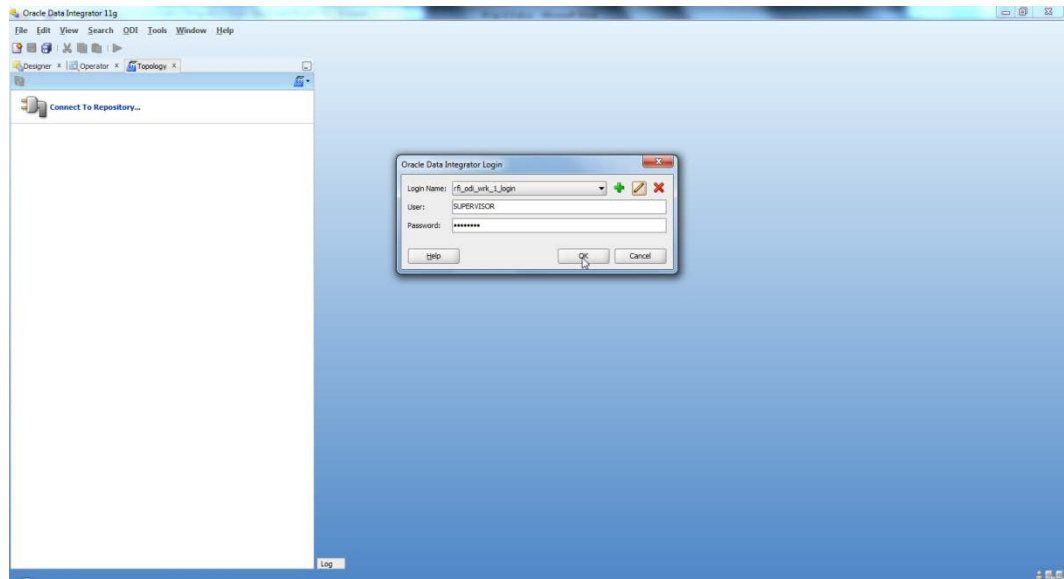 Oracle Data Integrator 11g
File Edit View Search ODI Tools Window Help
Designer x Operator x Topology x
Connect To Repository...
Oracle Data Integrator Login
Login Name: rfi_odi_wrk_1_login
User: SUPERVISOR
Password: ••••••••
Help OK Cancel
Log